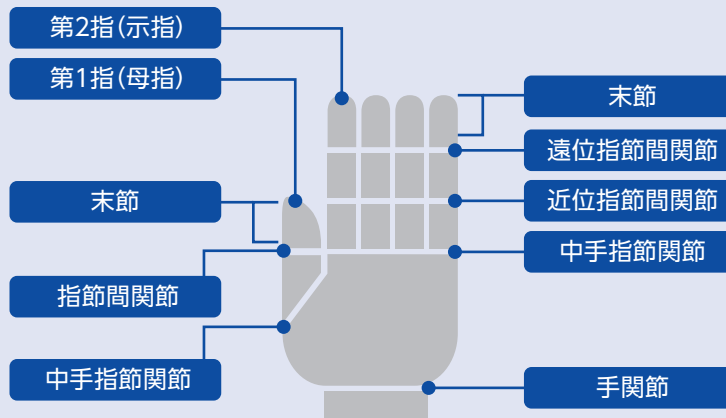 第2指(示指)
第1指(母指)
末節
指節間関節
中手指節関節
末節
遠位指節間関節
近位指節間関節
中手指節関節
手関節